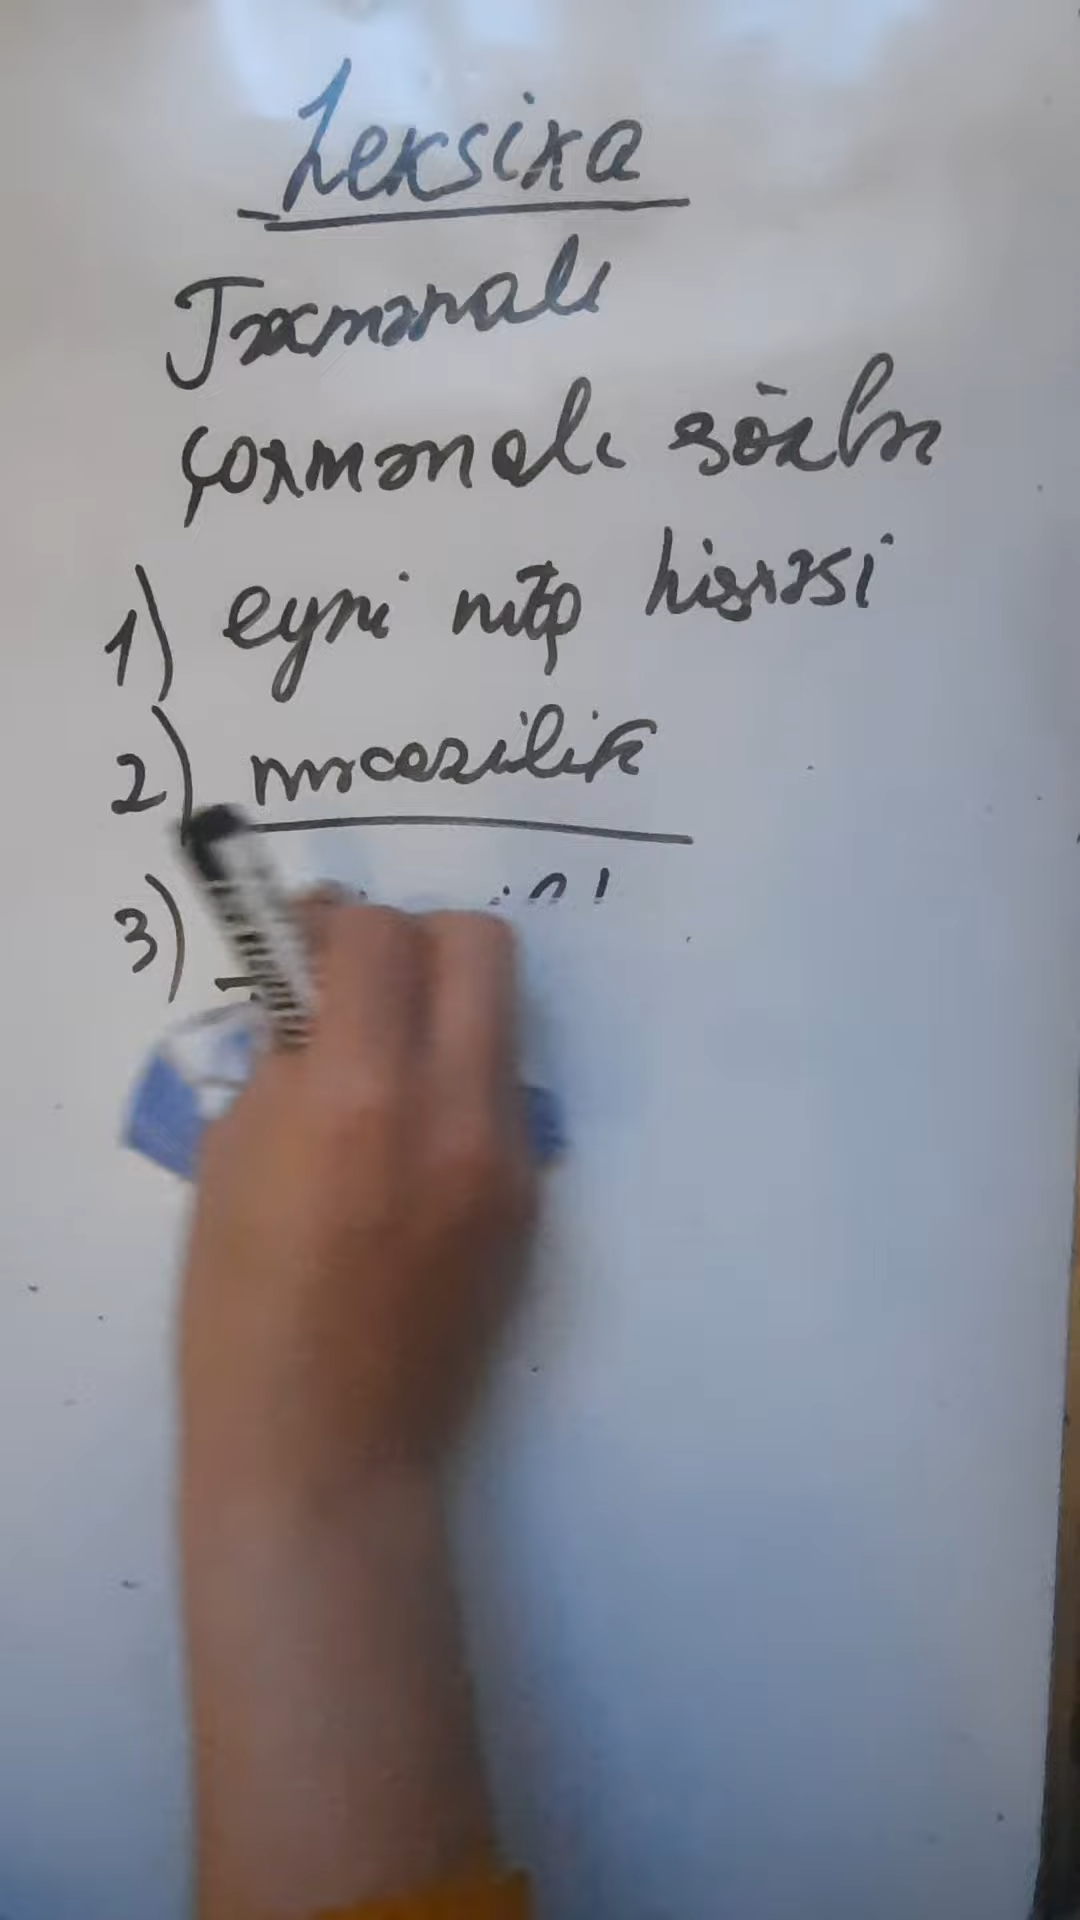 Leksika
Təkmənalı
çoxmənalı sözlər
1) eyni nitq hissəsi
2) məcazilik
3)